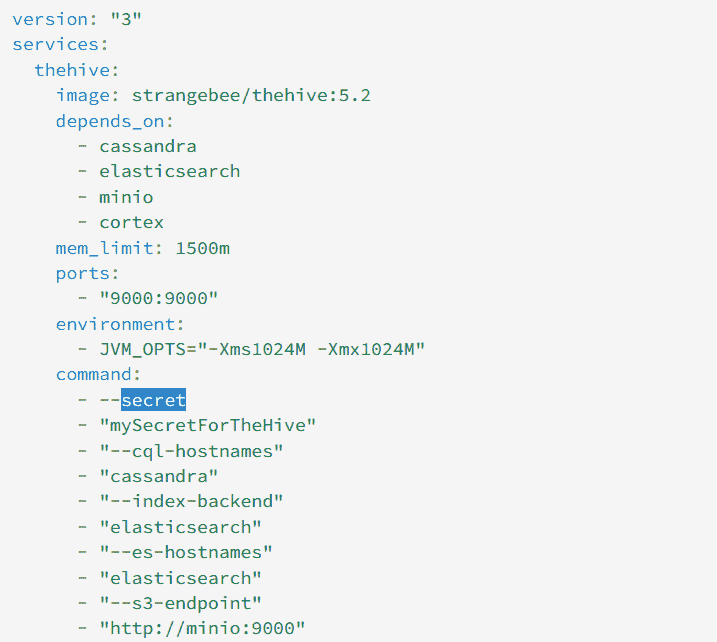 version: "3"
services:
  thehive:
    image: strangebee/thehive:5.2
    depends_on:
      - cassandra
      - elasticsearch
      - minio
      - cortex
    mem_limit: 1500m
    ports:
      - "9000:9000"
    environment:
      - JVM_OPTS="-Xms1024M -Xmx1024M"
    command:
      - --secret
      - "mySecretForTheHive"
      - "--cql-hostnames"
      - "cassandra"
      - "--index-backend"
      - "elasticsearch"
      - "--es-hostnames"
      - "elasticsearch"
      - "--s3-endpoint"
      - "http://minio:9000"